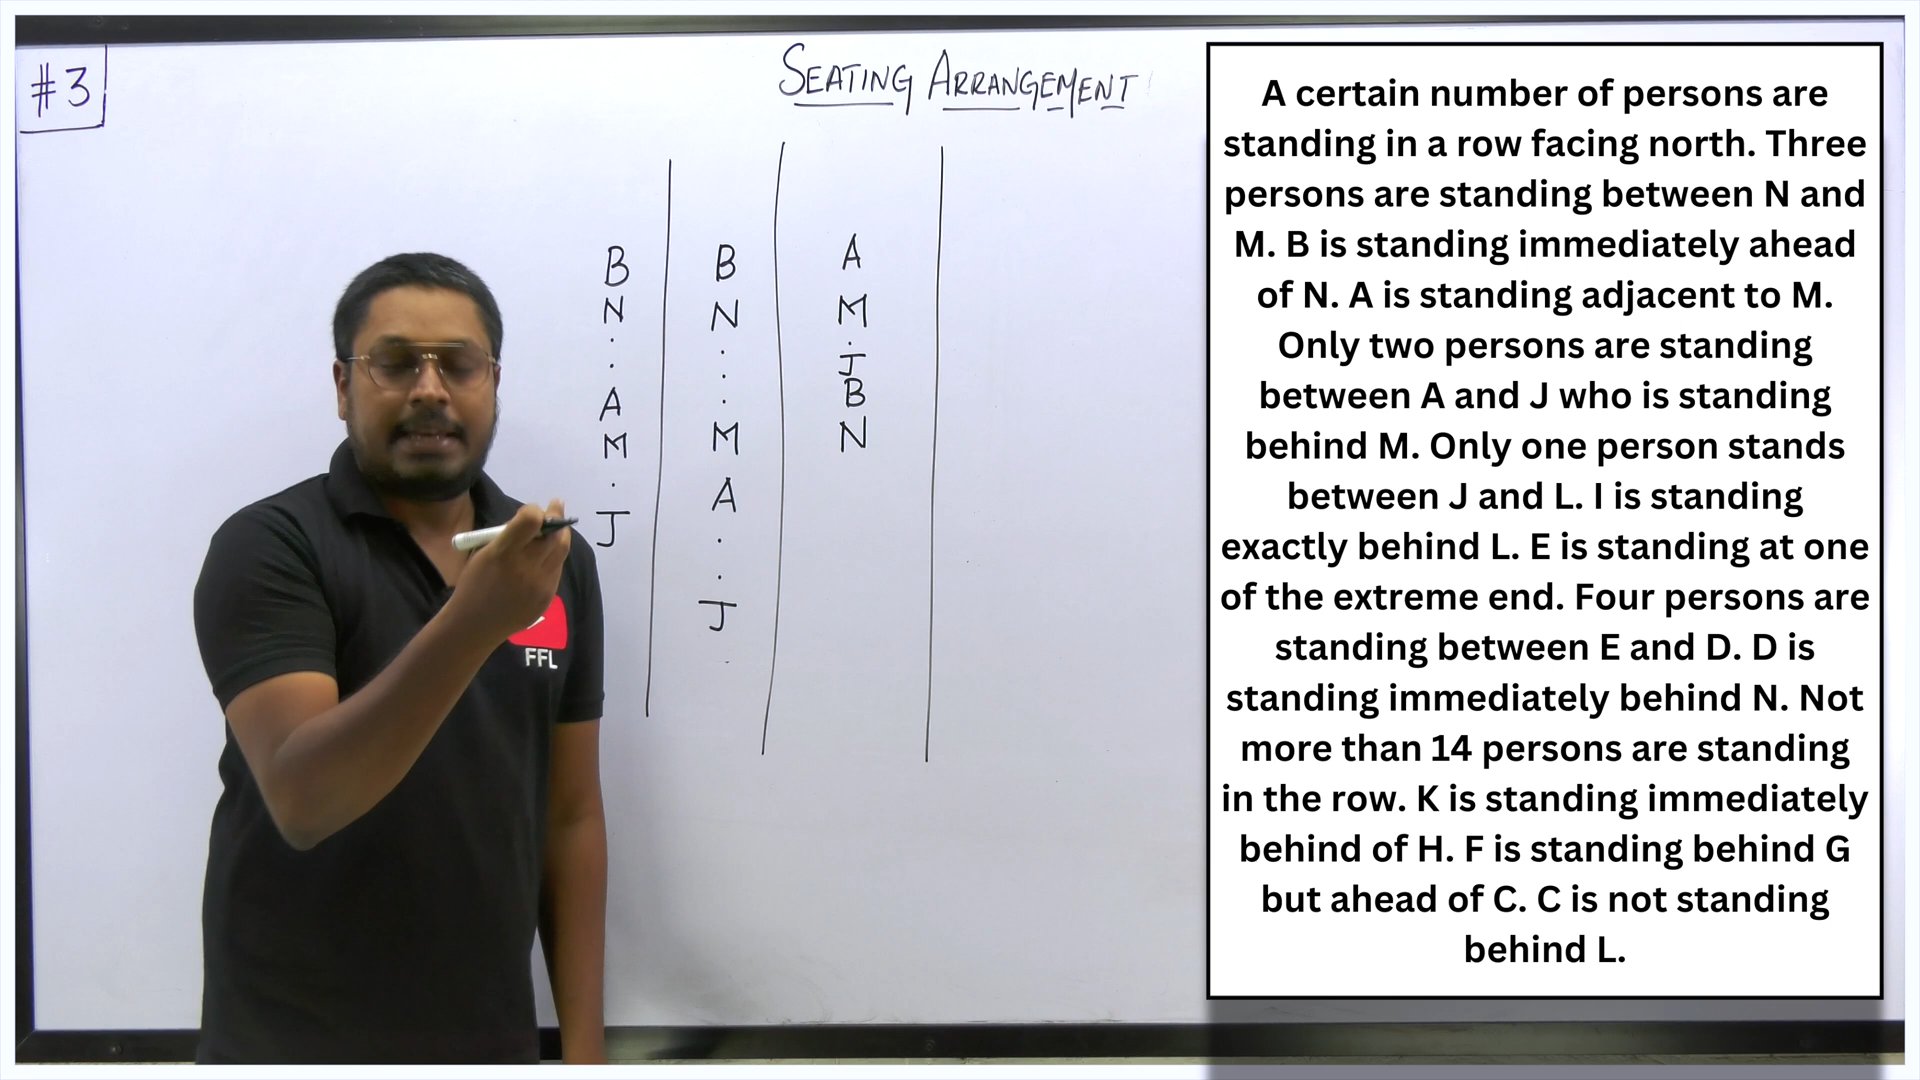 #3
SEATING ARRANGEMENT
B
N
.
.
A
M
.
J
B
N
.
.
.
M
A
.
.
J
A
M
.
J
B
N
FFL
A certain number of persons are
standing in a row facing north. Three
persons are standing between N and
M. B is standing immediately ahead
of N. A is standing adjacent to M.
Only two persons are standing
between A and J who is standing
behind M. Only one person stands
between J and L. I is standing
exactly behind L. E is standing at one
of the extreme end. Four persons are
standing between E and D. D is
standing immediately behind N. Not
more than 14 persons are standing
in the row. K is standing immediately
behind of H. F is standing behind G
but ahead of C. C is not standing
behind L.